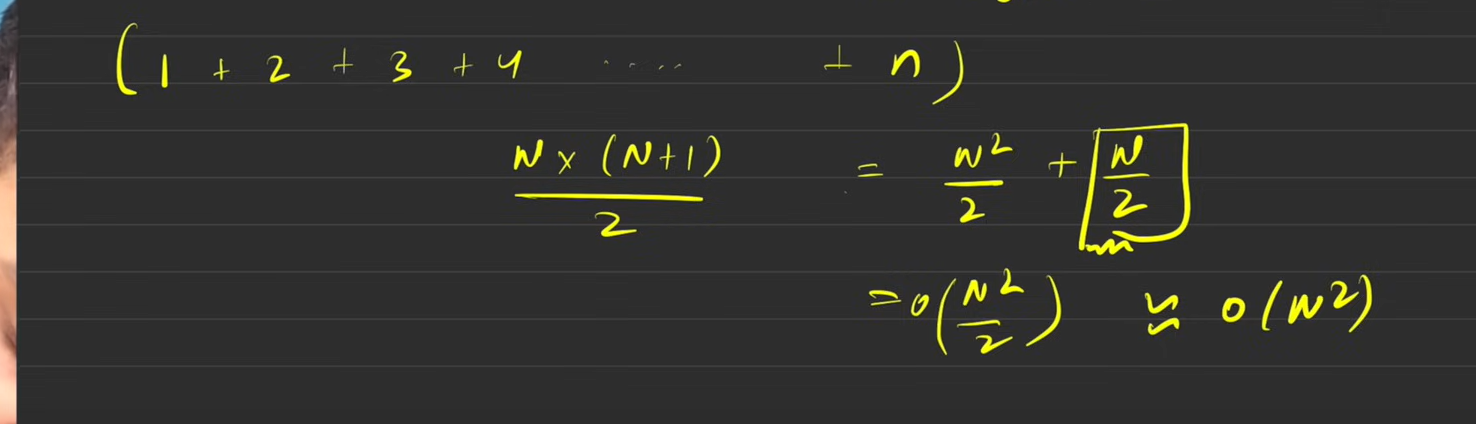 (1 + 2 + 3 + 4 ..... + n)
N x (N+1) / 2 = N²/2 + N/2
= O(N²/2) ≈ O(N²)